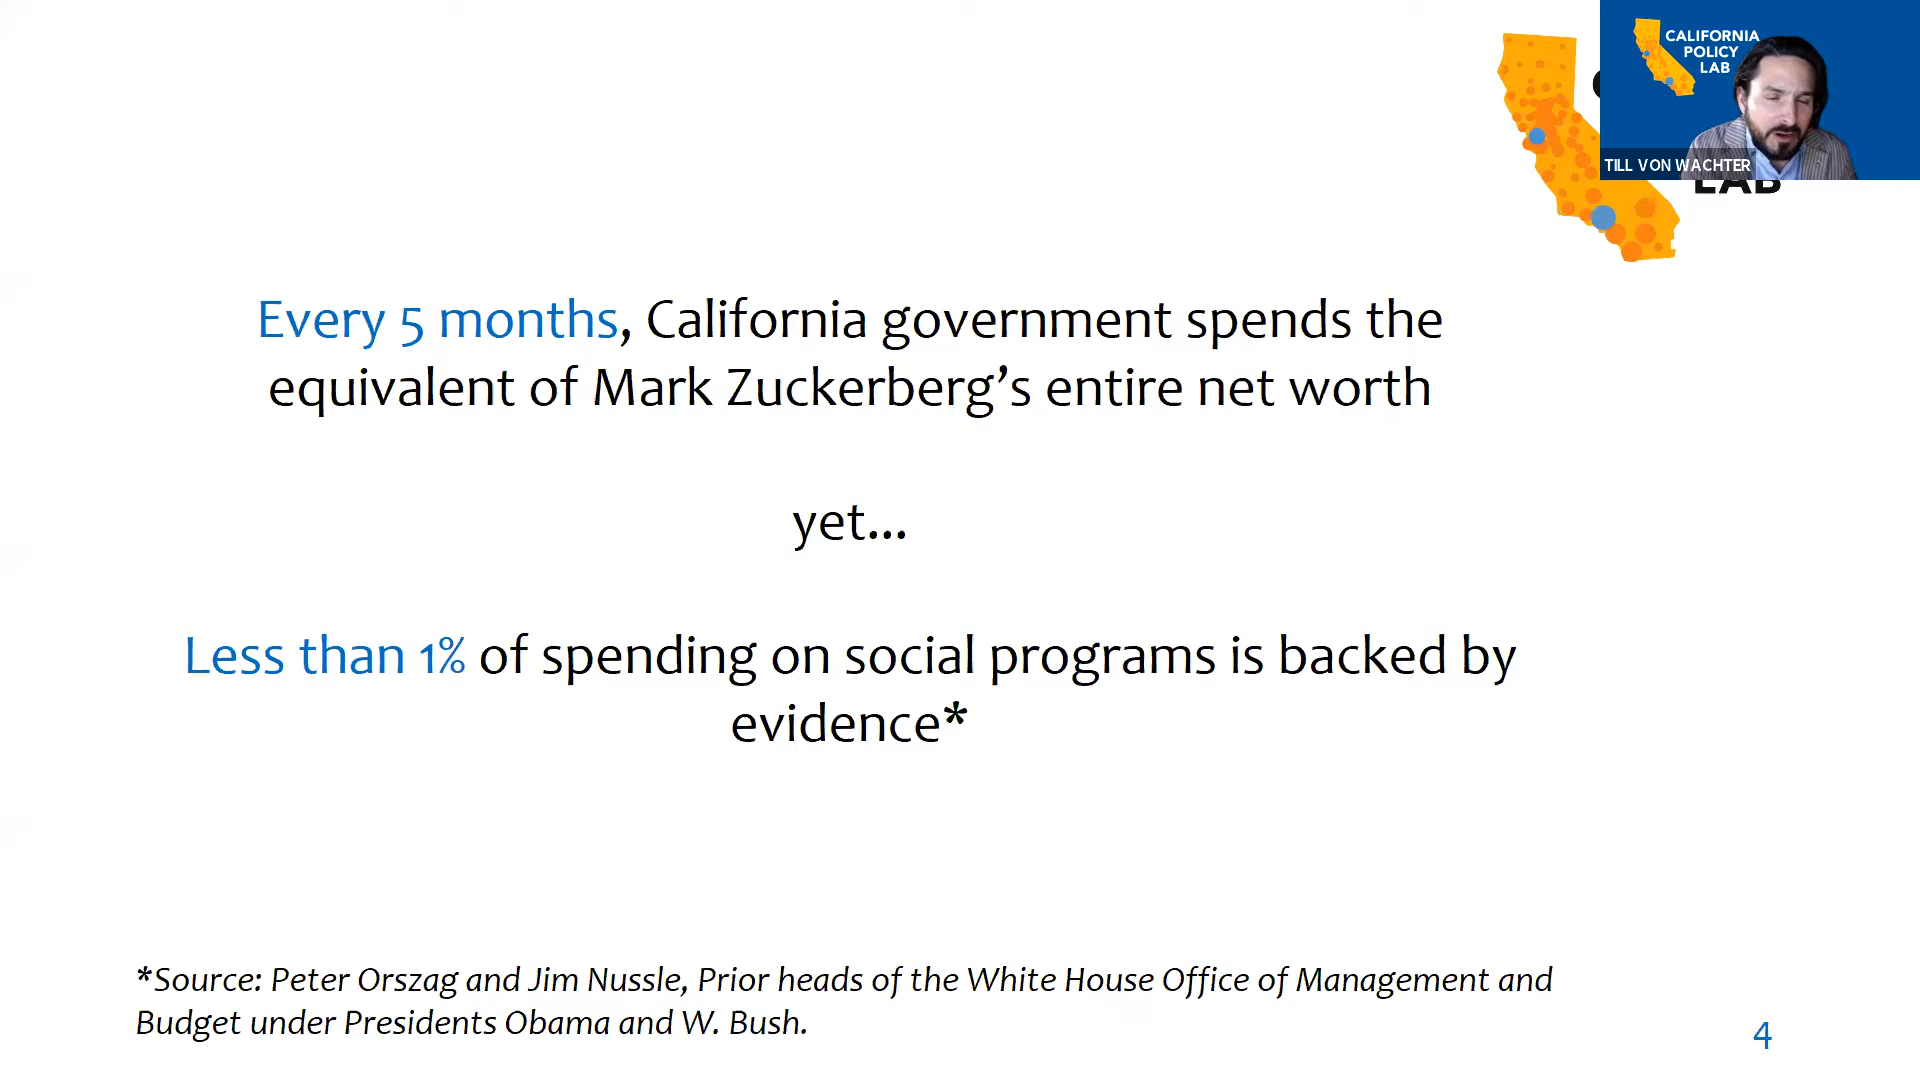 CALIFORNIA
POLICY
LAB
TILL VON WACHTER
LAB
Every 5 months, California government spends the
equivalent of Mark Zuckerberg’s entire net worth
yet...
Less than 1% of spending on social programs is backed by
evidence*
*Source: Peter Orszag and Jim Nussle, Prior heads of the White House Office of Management and
Budget under Presidents Obama and W. Bush.
4